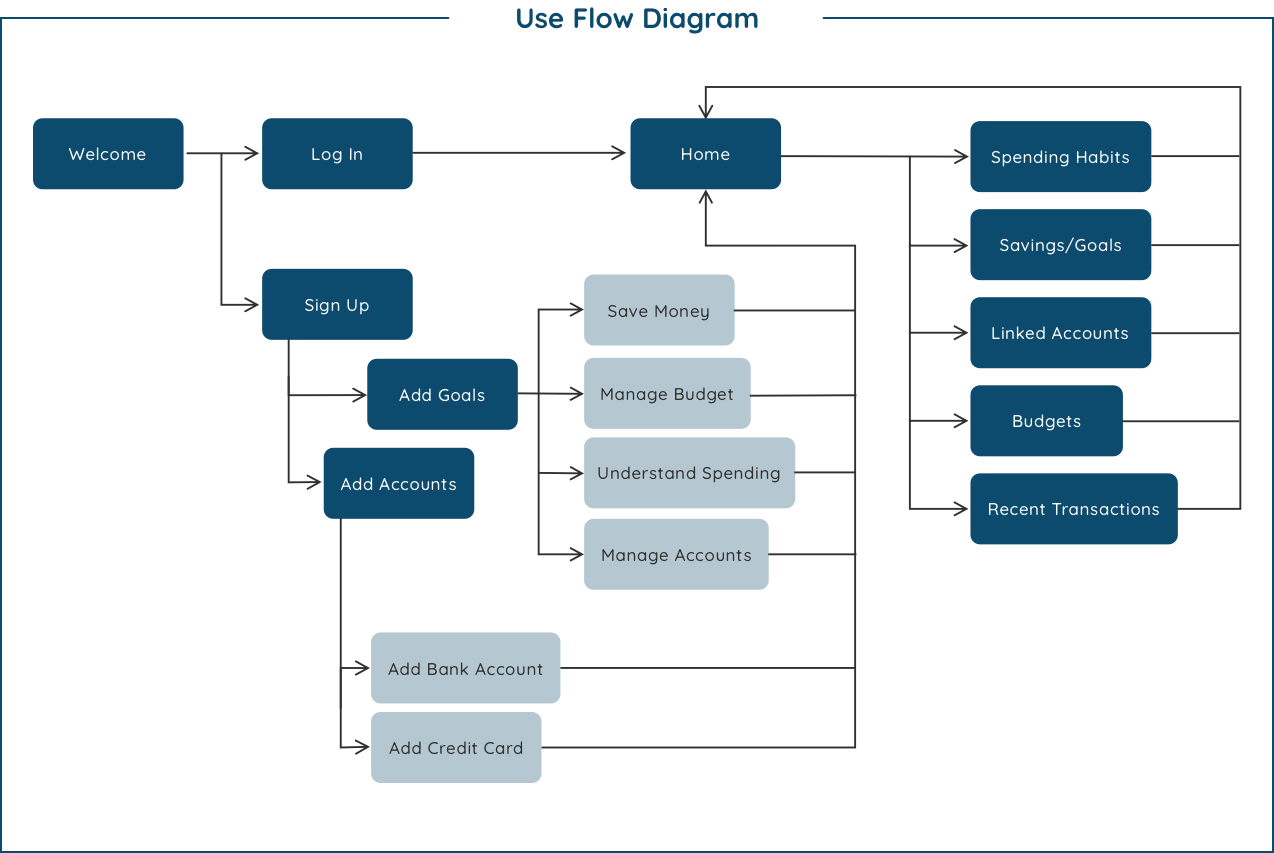 Use Flow Diagram
Welcome
Log In
Home
Spending Habits
Savings/Goals
Sign Up
Save Money
Linked Accounts
Add Goals
Manage Budget
Budgets
Add Accounts
Understand Spending
Recent Transactions
Manage Accounts
Add Bank Account
Add Credit Card